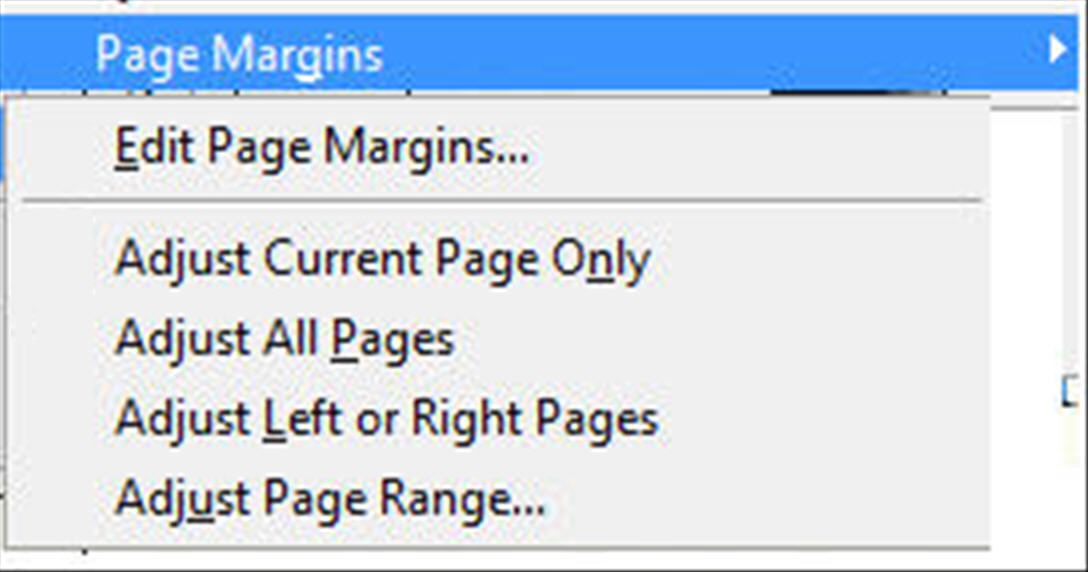 Page Margins
Edit Page Margins...
Adjust Current Page Only
Adjust All Pages
Adjust Left or Right Pages
Adjust Page Range...